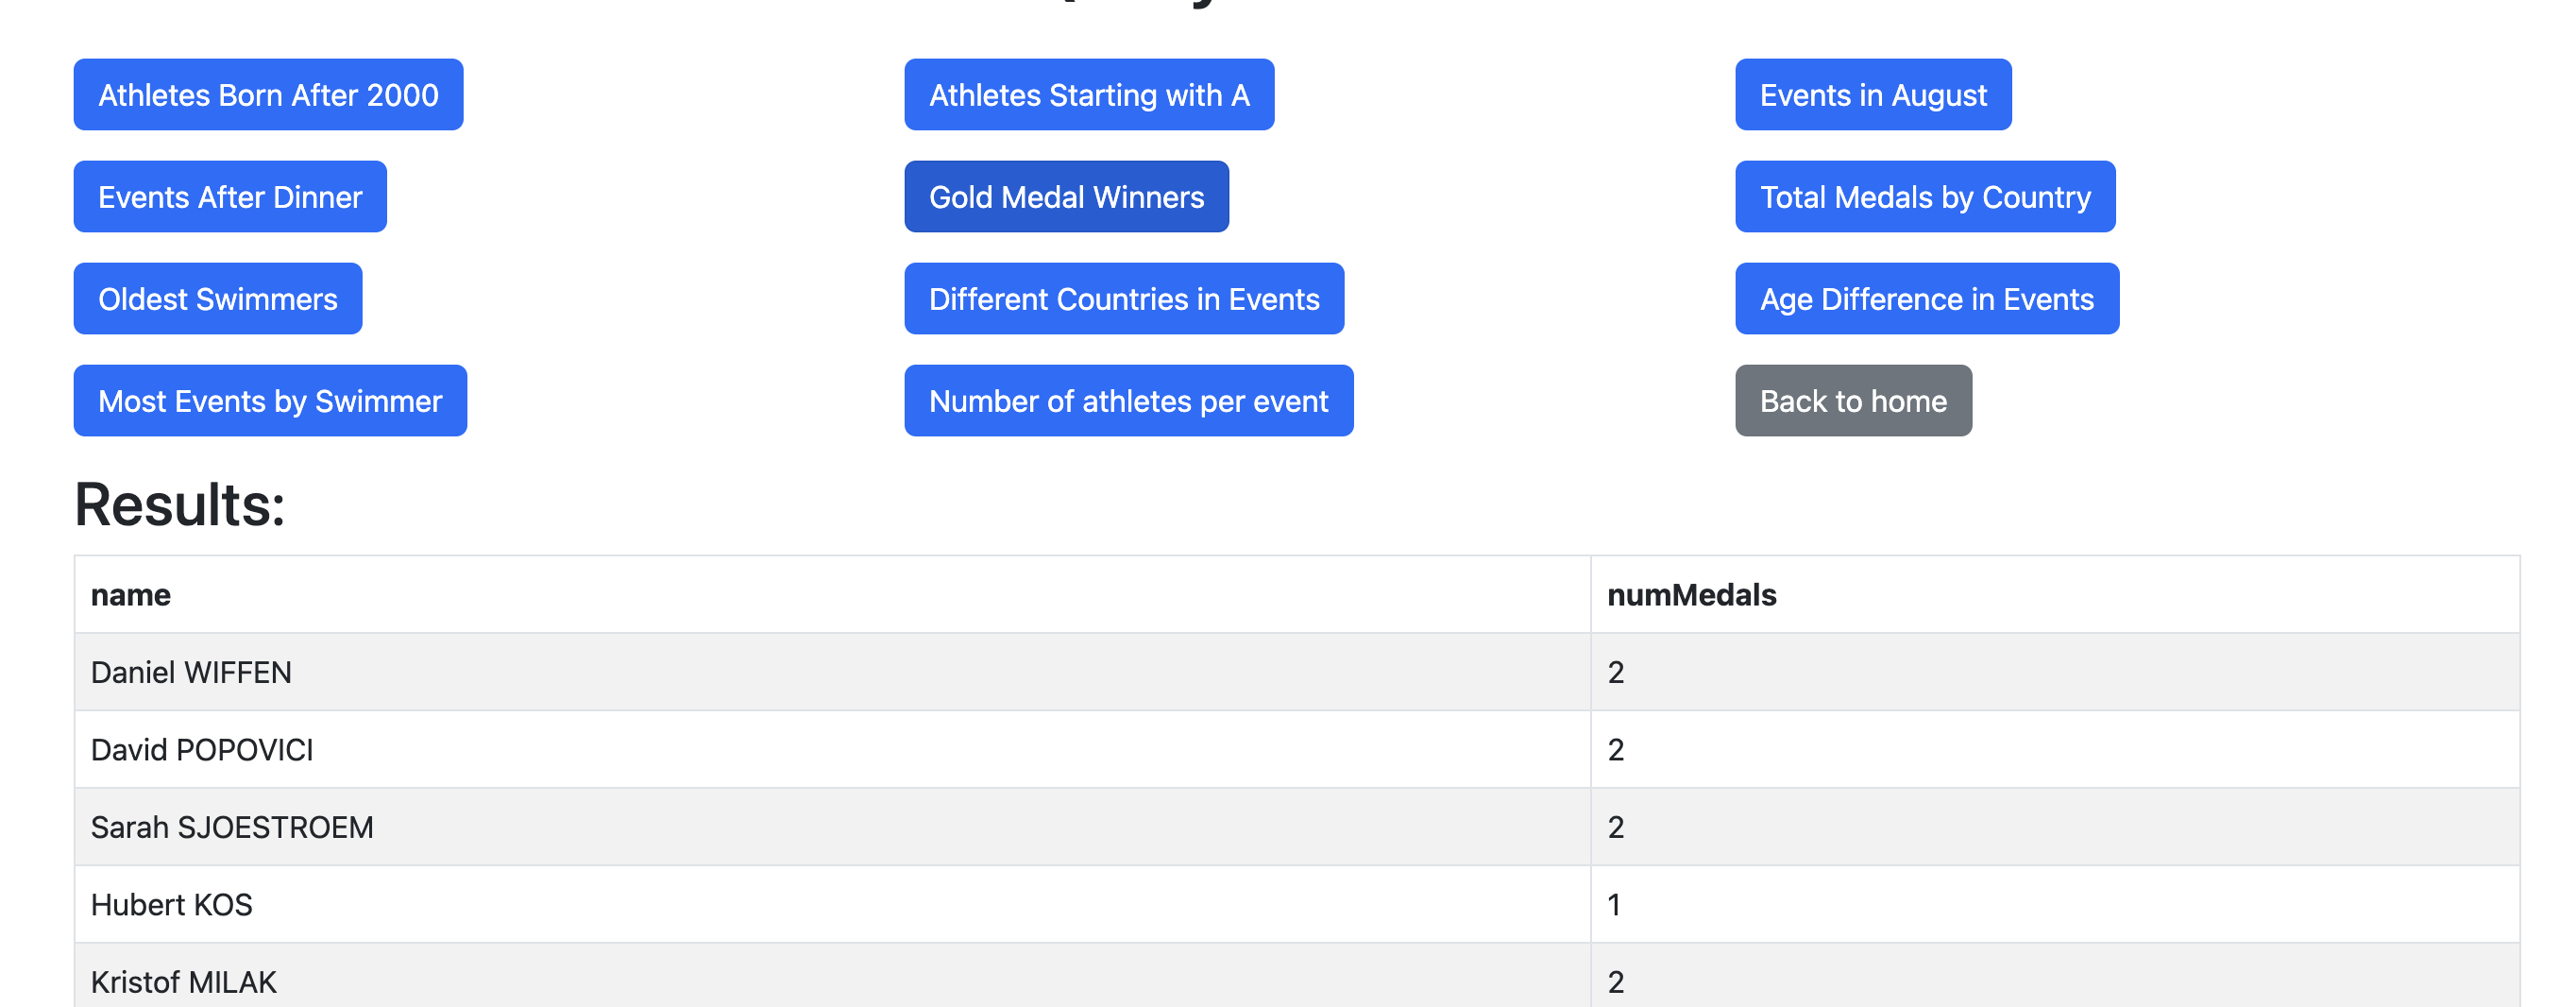 Athletes Born After 2000 Athletes Starting with A Events in August
Events After Dinner Gold Medal Winners Total Medals by Country
Oldest Swimmers Different Countries in Events Age Difference in Events
Most Events by Swimmer Number of athletes per event Back to home
Results:
name numMedals
Daniel WIFFEN 2
David POPOVICI 2
Sarah SJOESTROEM 2
Hubert KOS 1
Kristof MILAK 2